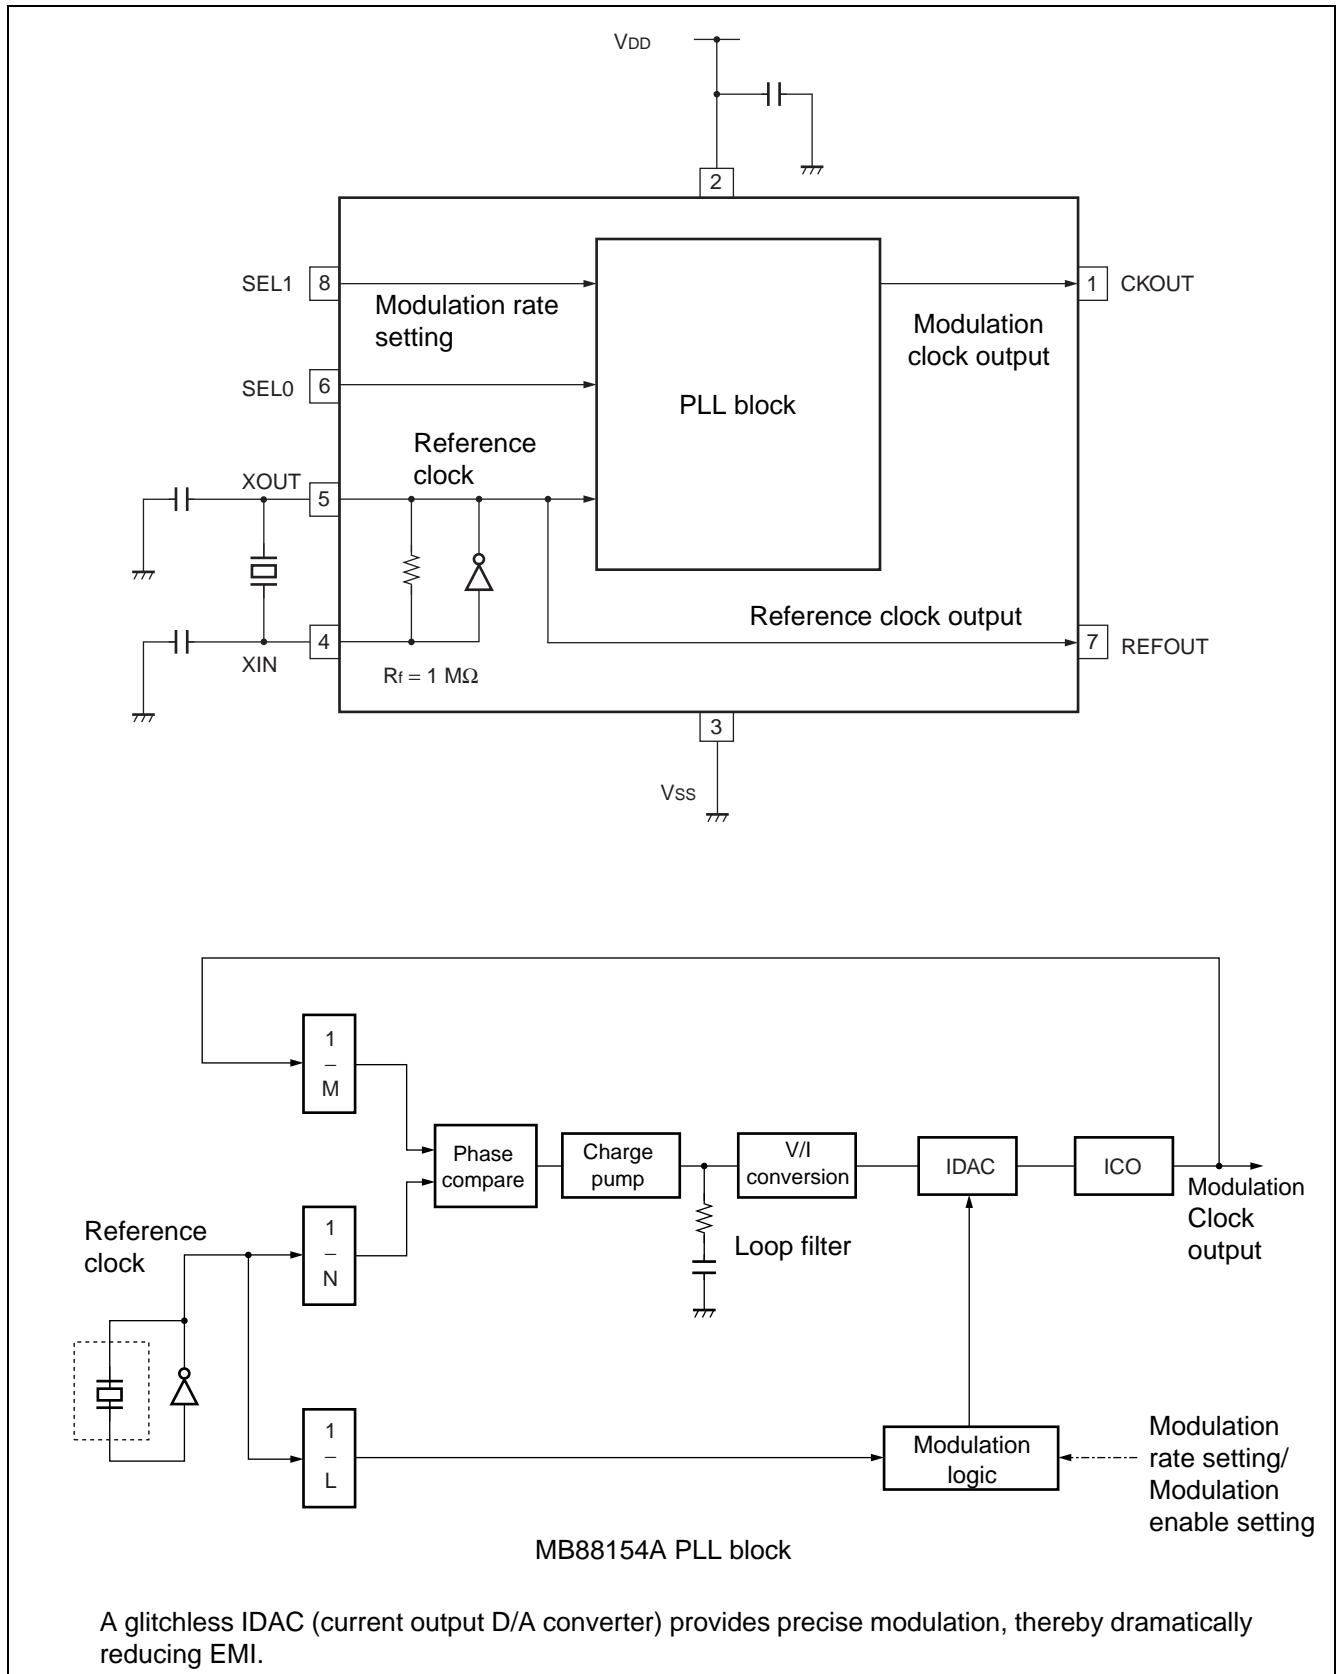 VDD
2
SEL1
8
Modulation rate
setting
1
CKOUT
Modulation
clock output
SEL0
6
PLL block
Reference
clock
XOUT
5
Reference clock output
4
XIN
Rf = 1 MΩ
7
REFOUT
3
VSS
1
–
M
Phase
compare
Charge
pump
V/I
conversion
IDAC
ICO
Modulation
Clock
output
Reference
clock
1
–
N
Loop filter
1
–
L
Modulation
logic
Modulation
rate setting/
Modulation
enable setting
MB88154A PLL block
A glitchless IDAC (current output D/A converter) provides precise modulation, thereby dramatically
reducing EMI.